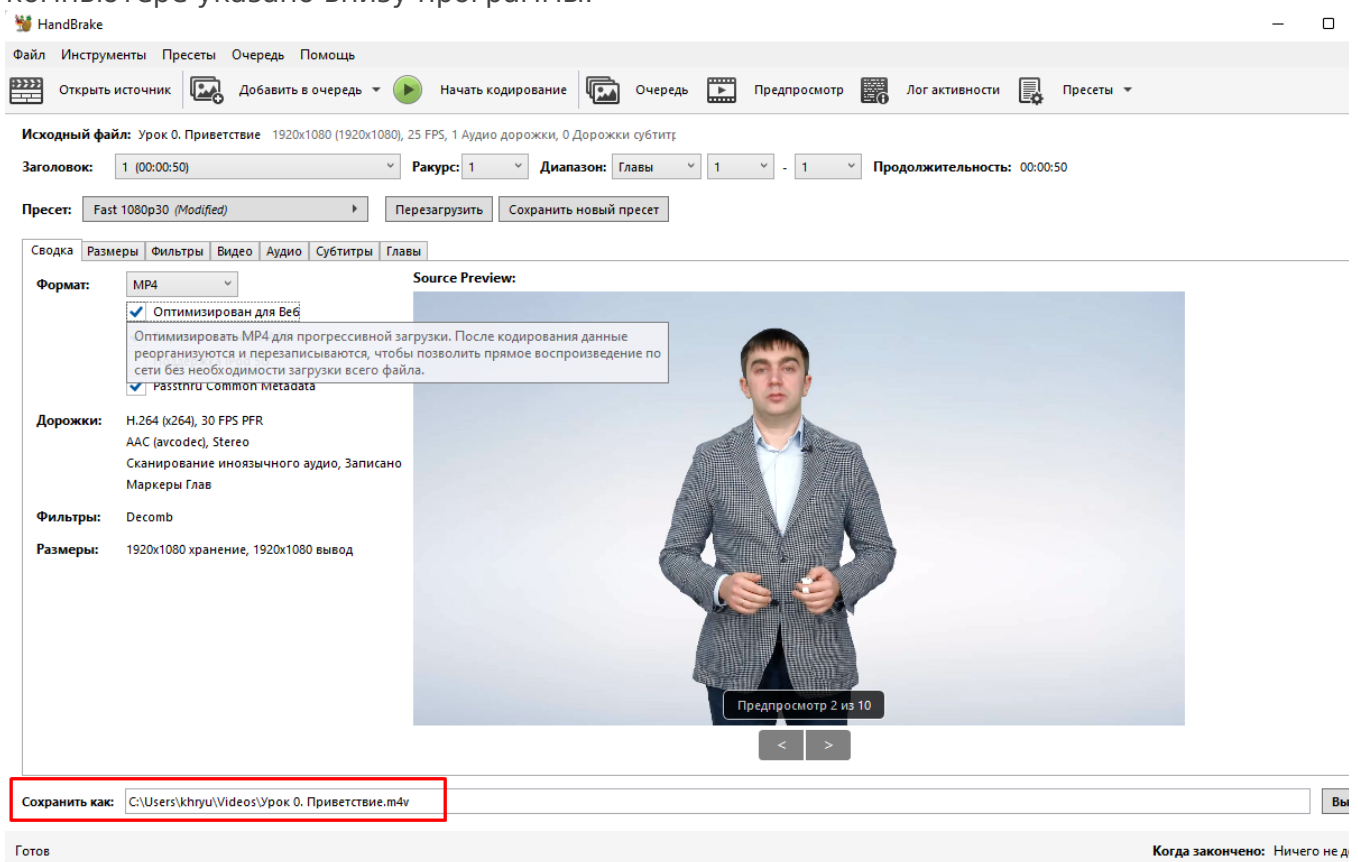 компьютере указано внизу программы.
HandBrake
Файл Инструменты Пресеты Очередь Помощь
Открыть источник Добавить в очередь Начать кодирование Очередь Предпросмотр Лог активности Пресеты
Исходный файл: Урок 0. Приветствие 1920x1080 (1920x1080), 25 FPS, 1 Аудио дорожки, 0 Дорожки субтитр
Заголовок: 1 (00:00:50) Ракурс: 1 Диапазон: Главы 1 - 1 Продолжительность: 00:00:50
Пресет: Fast 1080p30 (Modified) Перезагрузить Сохранить новый пресет
Сводка Размеры Фильтры Видео Аудио Субтитры Главы
Формат: MP4
Source Preview:
Оптимизирован для Веб
Оптимизировать MP4 для прогрессивной загрузки. После кодирования данные
реорганизуются и перезаписываются, чтобы позволить прямое воспроизведение по
сети без необходимости загрузки всего файла.
Passthru Common Metadata
Дорожки: H.264 (x264), 30 FPS PFR
AAC (avcodec), Stereo
Сканирование иноязычного аудио, Записано
Маркеры Глав
Фильтры: Decomb
Размеры: 1920x1080 хранение, 1920x1080 вывод
Предпросмотр 2 из 10
< >
Сохранить как: C:\Users\khryu\Videos\Урок 0. Приветствие.m4v
Вы
Готов
Когда закончено: Ничего не д